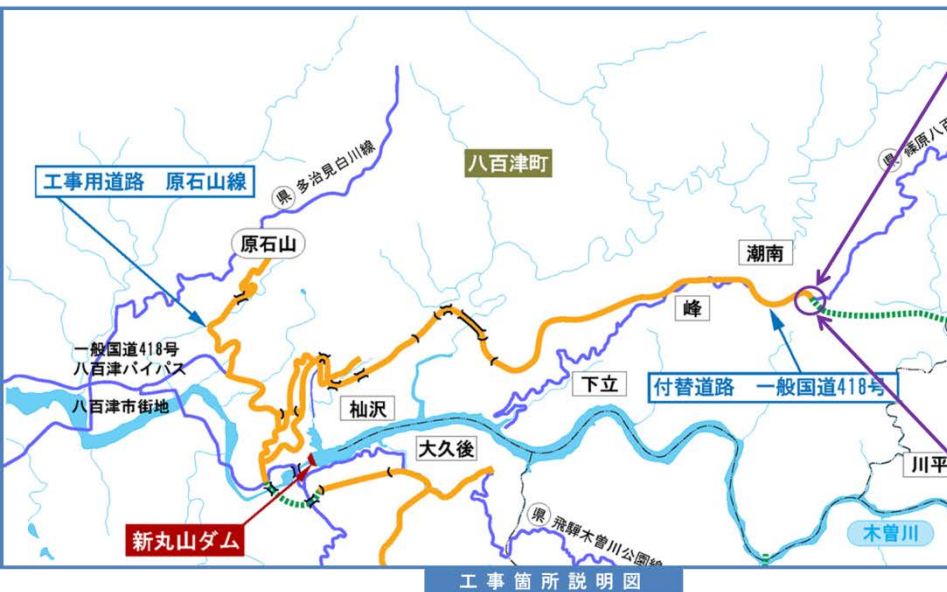 県 篠原八百
県 多治見白川線
八百津町
工事用道路 原石山線
原石山
潮南
峰
一般国道418号
八百津バイパス
下立
付替道路 一般国道418号
八百津市街地
杣沢
大久後
川平
新丸山ダム
県 飛騨木曽川公園線
木曽川
工事箇所説明図